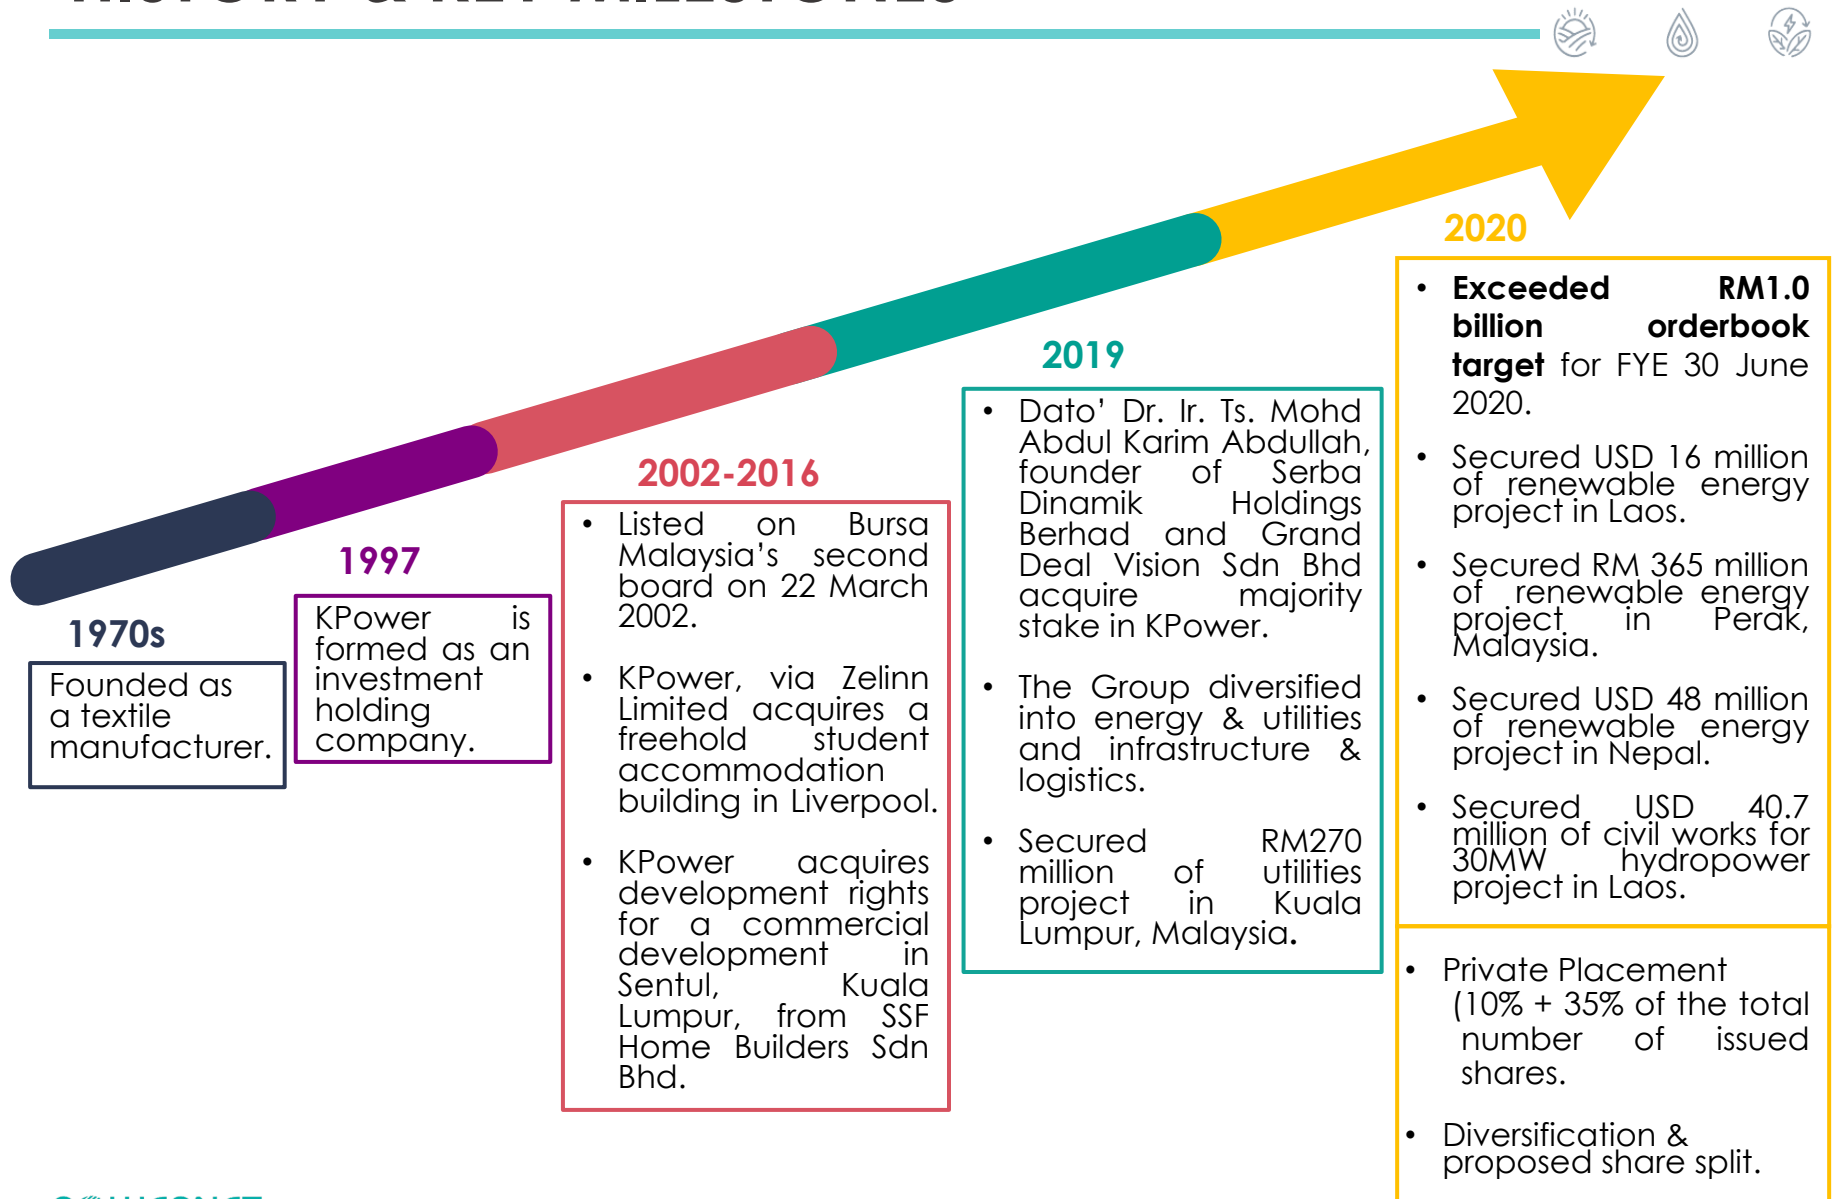 HISTORY & KEY MILESTONES
1970s
Founded as
a textile
manufacturer.
1997
KPower is
formed as an
investment
holding
company.
2002-2016
• Listed on Bursa
Malaysia's second
board on 22 March
2002.
• KPower, via Zelinn
Limited acquires a
freehold student
accommodation
building in Liverpool.
• KPower acquires
development rights
for a commercial
development in
Sentul, Kuala
Lumpur, from SSF
Home Builders Sdn
Bhd.
2019
• Dato' Dr. Ir. Ts. Mohd
Abdul Karim Abdullah,
founder of Serba
Dinamik Holdings
Berhad and Grand
Deal Vision Sdn Bhd
acquire majority
stake in KPower.
• The Group diversified
into energy & utilities
and infrastructure &
logistics.
• Secured RM270
million of utilities
project in Kuala
Lumpur, Malaysia.
2020
• Exceeded RM1.0
billion orderbook
target for FYE 30 June
2020.
• Secured USD 16 million
of renewable energy
project in Laos.
• Secured RM 365 million
of renewable energy
project in Perak,
Malaysia.
• Secured USD 48 million
of renewable energy
project in Nepal.
• Secured USD 40.7
million of civil works for
30MW hydropower
project in Laos.
• Private Placement
(10% + 35% of the total
number of issued
shares.
• Diversification &
proposed share split.